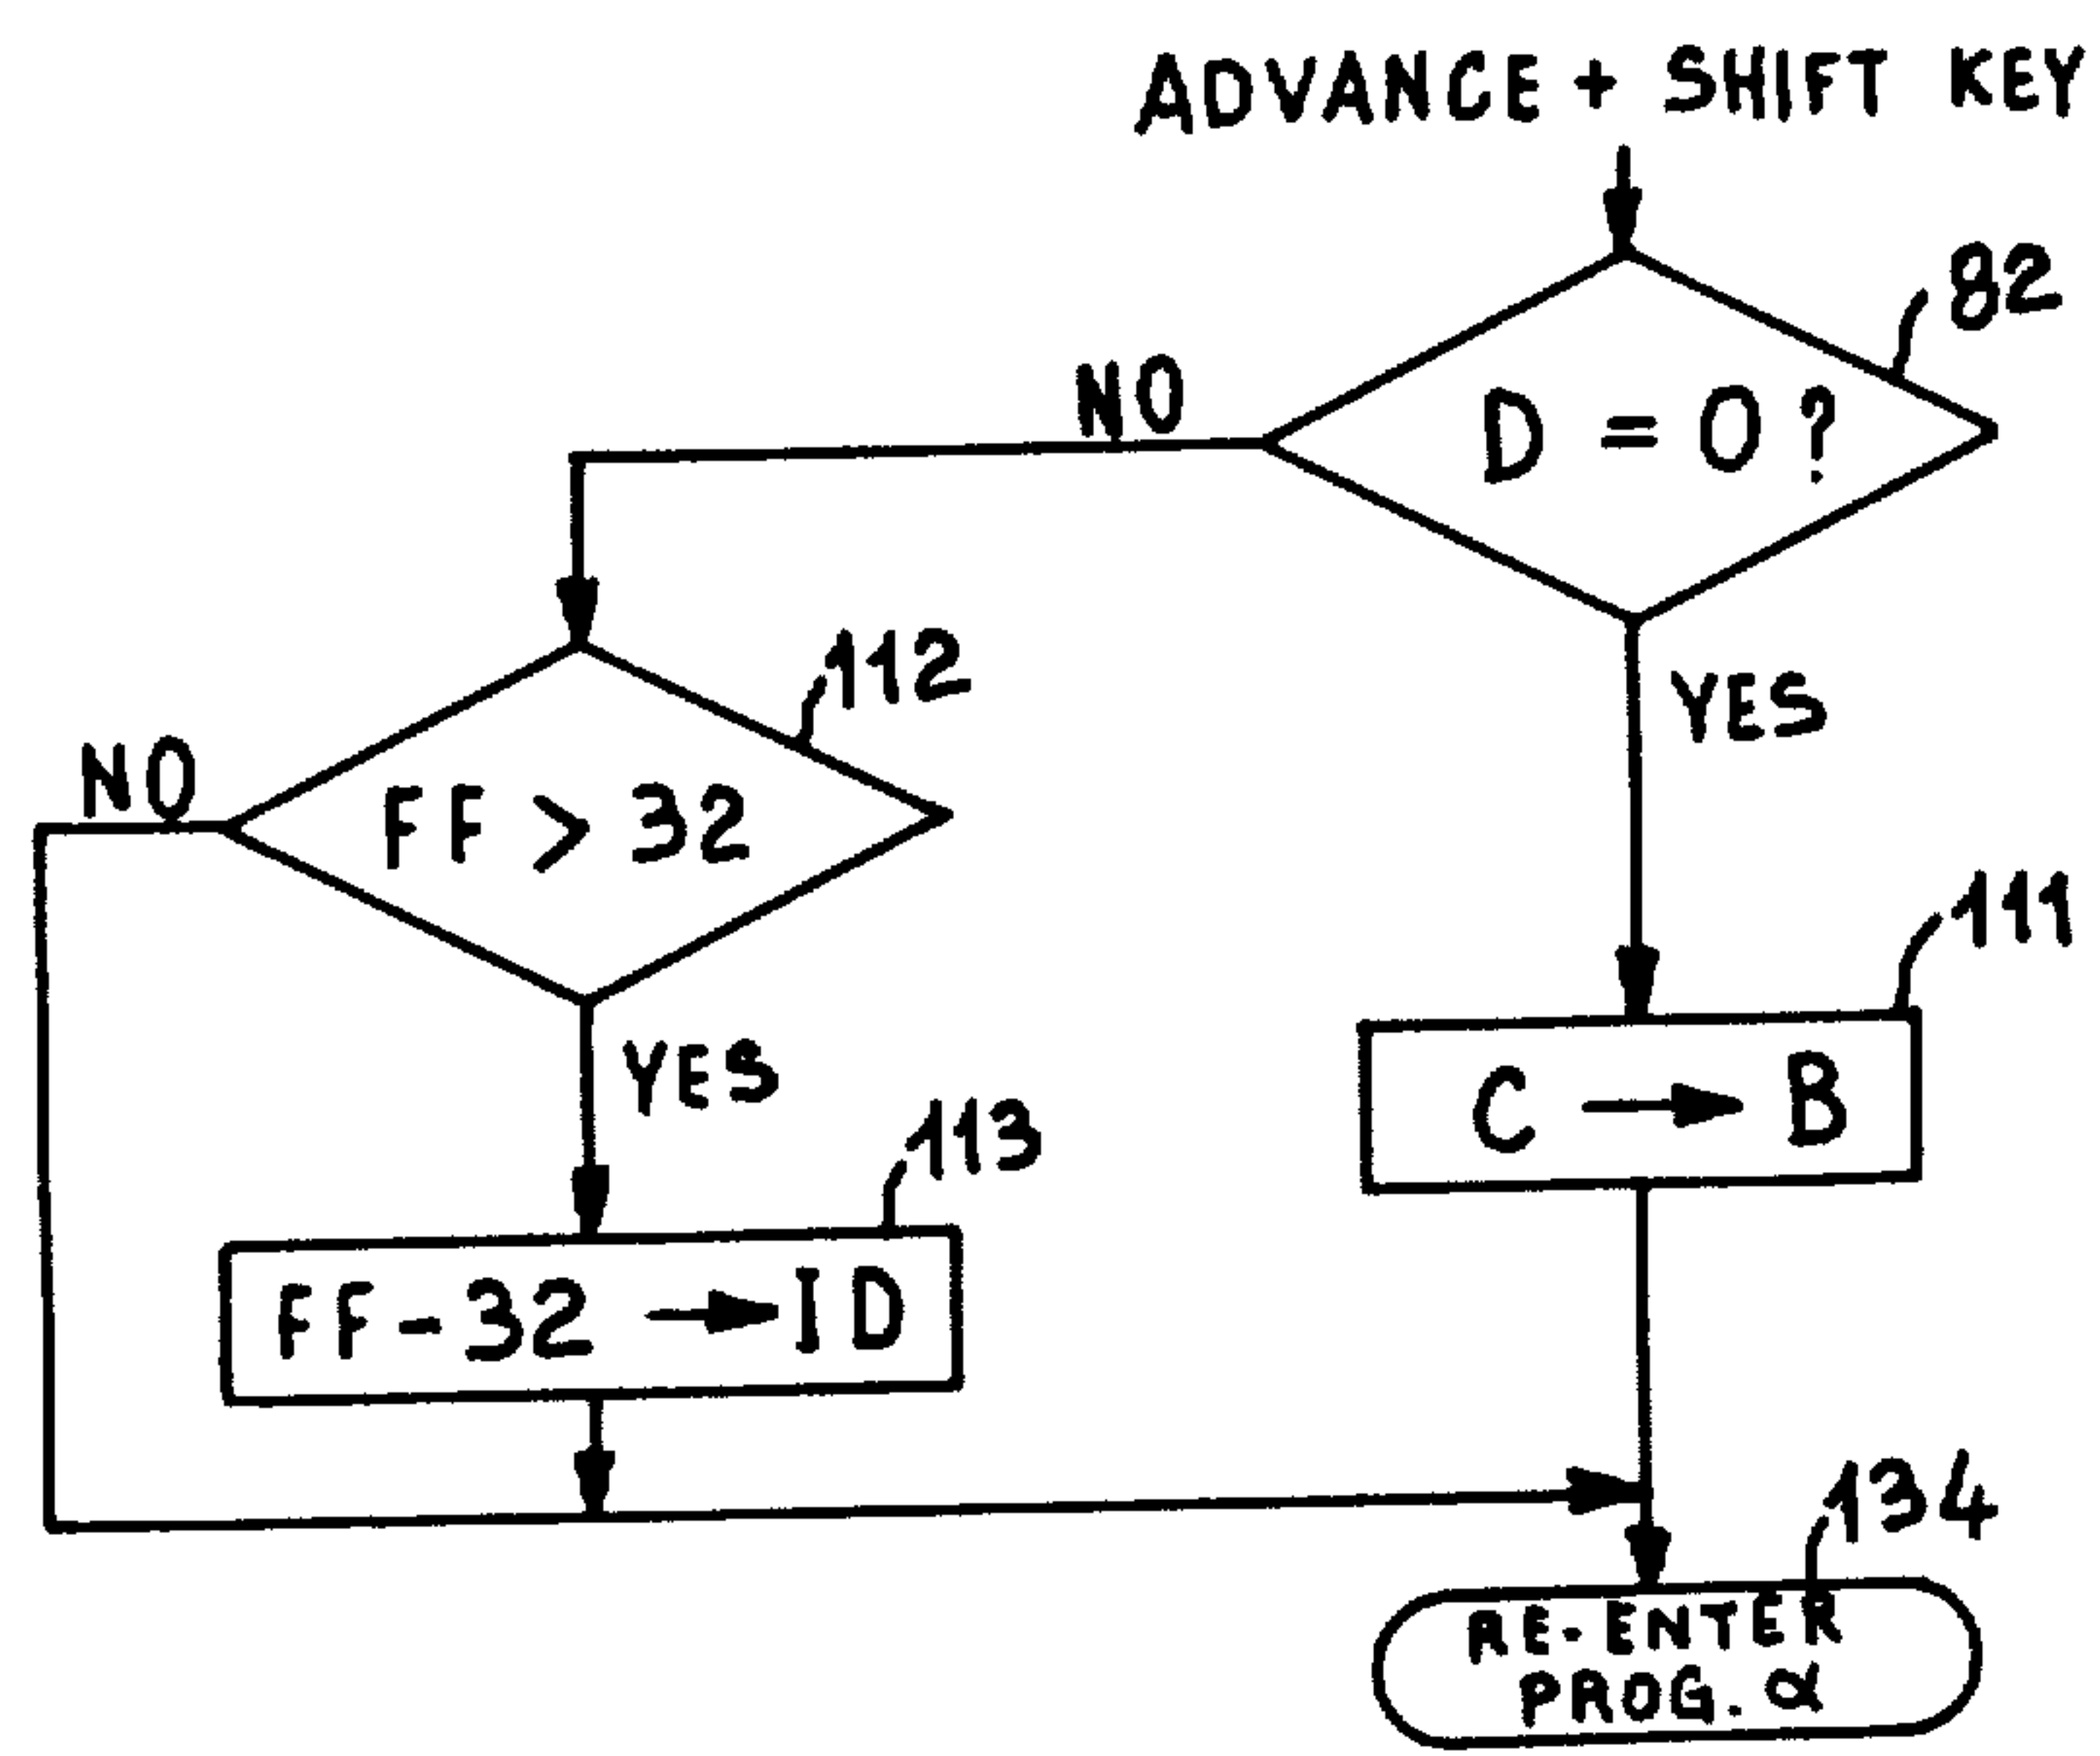 ADVANCE + SHIFT KEY
82
NO
D = 0 ?
112
YES
NO
FF > 32
111
YES
C → B
113
FF-32 → ID
134
RE-ENTER
PROG. α